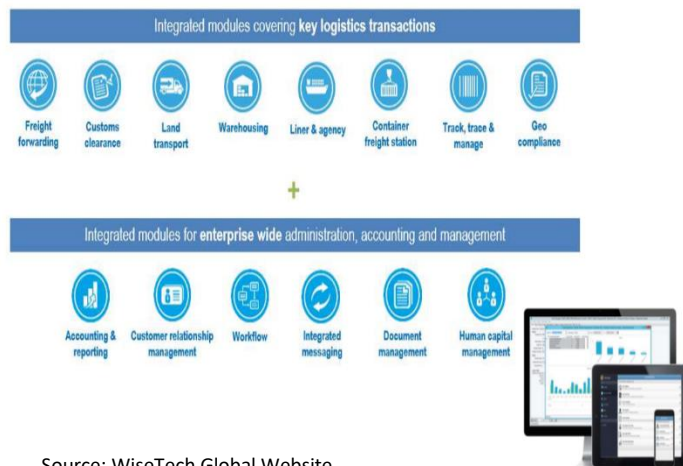 Integrated modules covering key logistics transactions
Freight forwarding
Customs clearance
Land transport
Warehousing
Liner & agency
Container freight station
Track, trace & manage
Geo compliance
+
Integrated modules for enterprise wide administration, accounting and management
Accounting & reporting
Customer relationship management
Workflow
Integrated messaging
Document management
Human capital management
Source: WiseTech Global Website